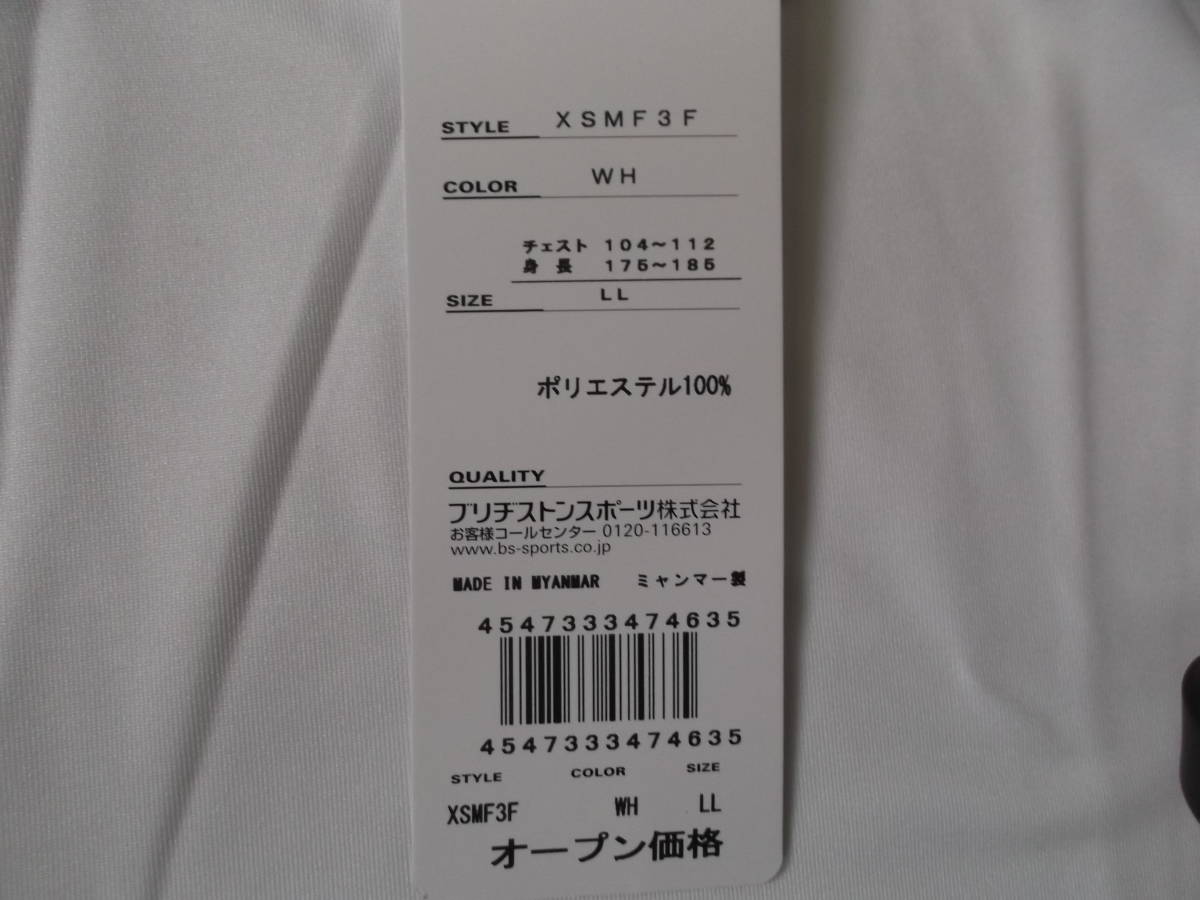 STYLE XSMF3F
COLOR WH
チェスト 104～112
身長 175～185
SIZE LL
ポリエステル100%
QUALITY
ブリヂストンスポーツ株式会社
お客様コールセンター 0120-116613
www.bs-sports.co.jp
MADE IN MYANMAR ミャンマー製
4547333474635
4547333474635
STYLE COLOR SIZE
XSMF3F WH LL
オープン価格